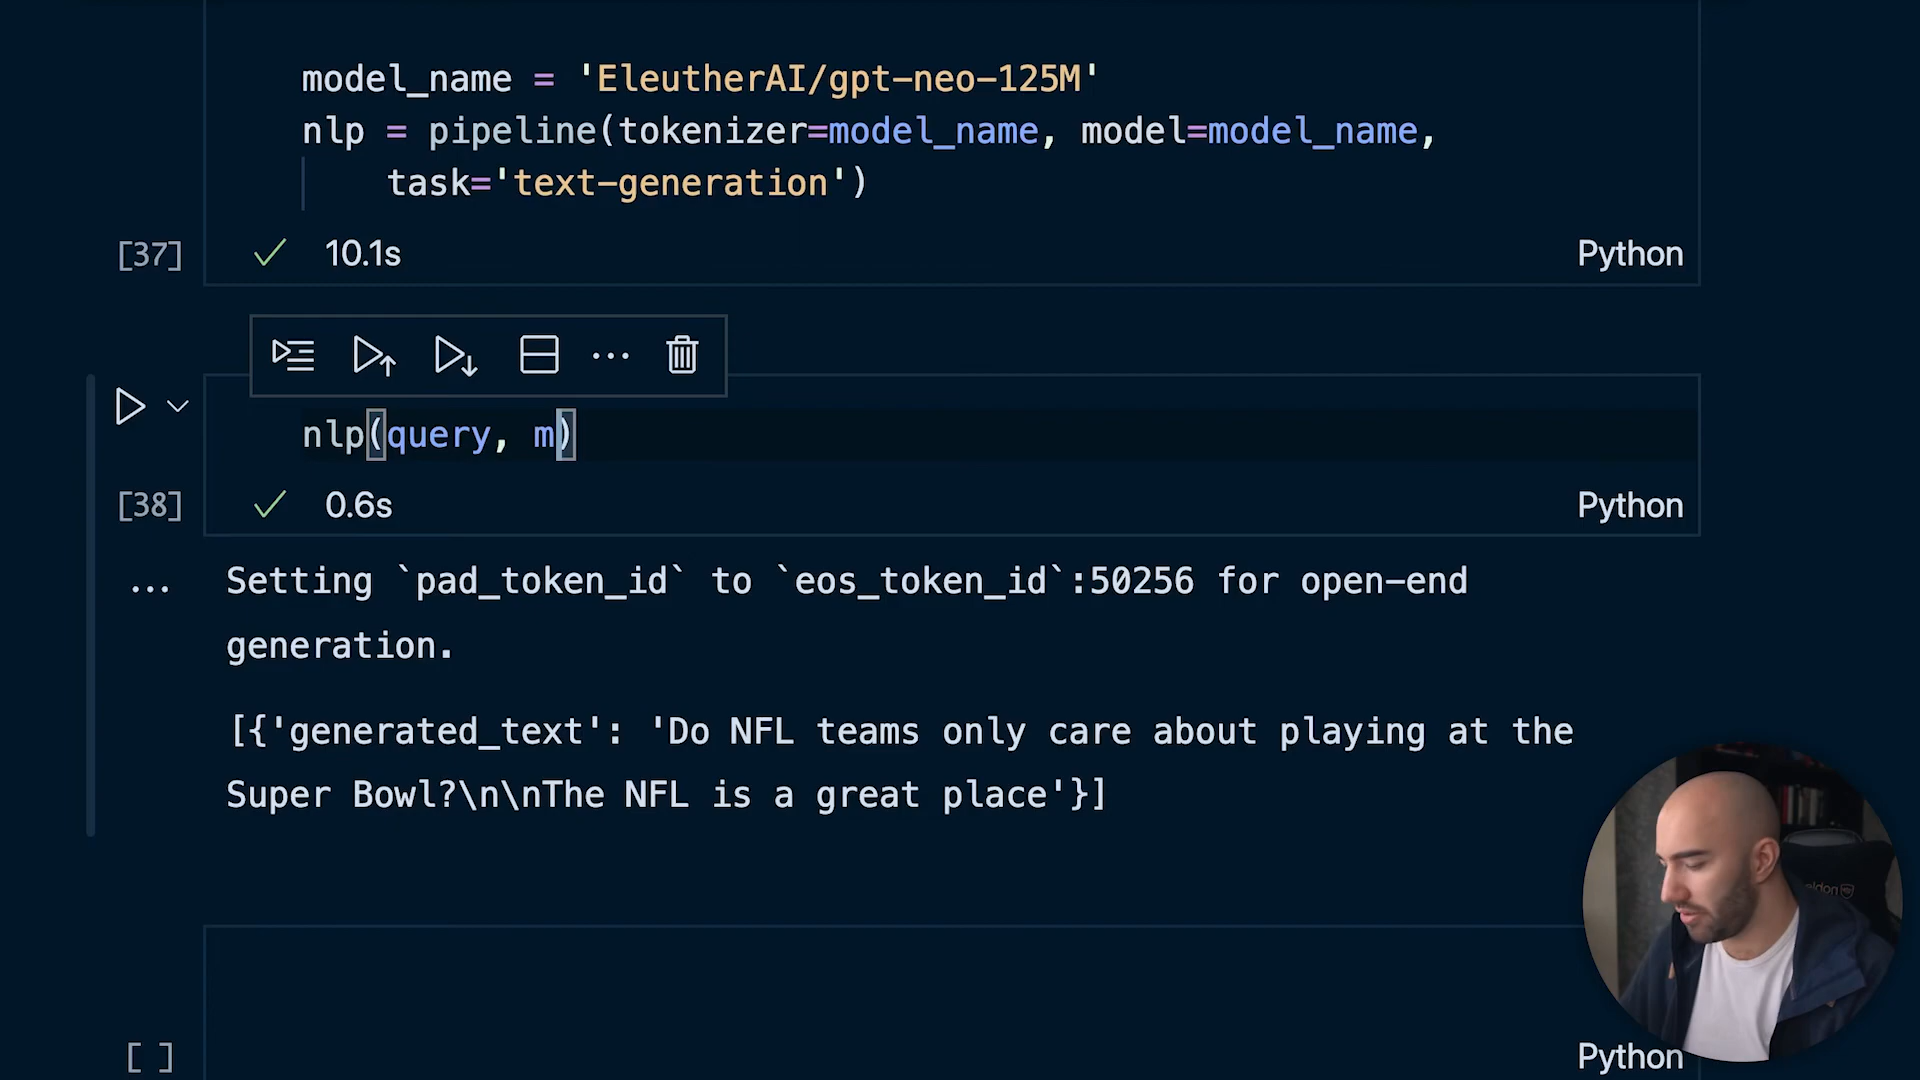 model_name = 'EleutherAI/gpt-neo-125M'
nlp = pipeline(tokenizer=model_name, model=model_name,
task='text-generation')
[37]
10.1s
Python
nlp(query, m)
[38]
0.6s
Python
Setting `pad_token_id` to `eos_token_id`:50256 for open-end
generation.
[{'generated_text': 'Do NFL teams only care about playing at the
Super Bowl?\n\nThe NFL is a great place'}]
[ ]
Python